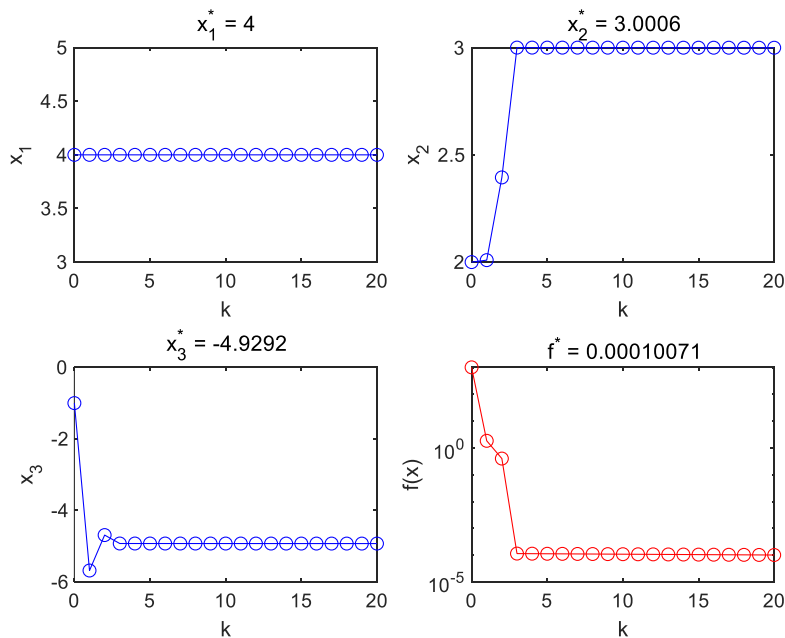 x₁* = 4
5
4.5
4
3.5
3
x₁
0 5 10 15 20
k
x₂* = 3.0006
3
2.5
2
x₂
0 5 10 15 20
k
x₃* = -4.9292
0
-2
-4
-6
x₃
0 5 10 15 20
k
f* = 0.00010071
10⁰
10⁻⁵
f(x)
0 5 10 15 20
k